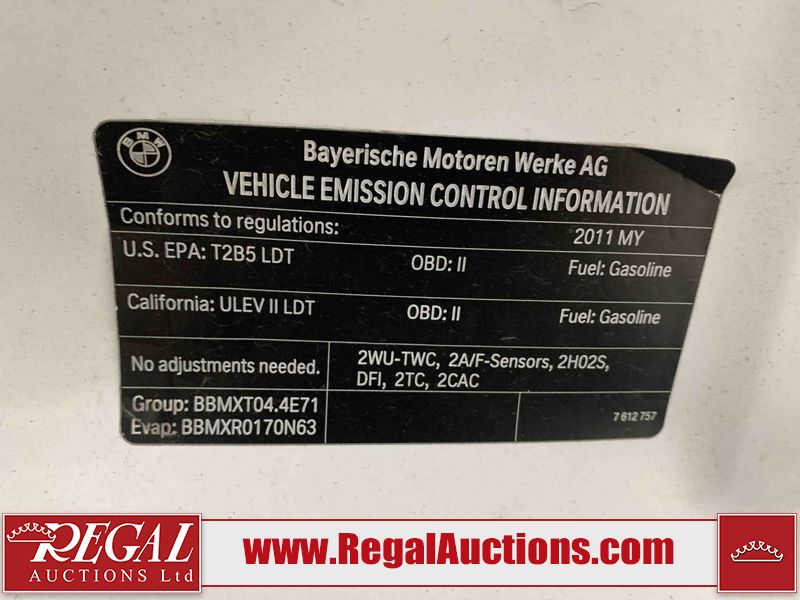 BMW
Bayerische Motoren Werke AG
VEHICLE EMISSION CONTROL INFORMATION
Conforms to regulations:
2011 MY
U.S. EPA: T2B5 LDT OBD: II Fuel: Gasoline
California: ULEV II LDT OBD: II Fuel: Gasoline
No adjustments needed.
2WU-TWC, 2A/F-Sensors, 2HO2S,
DFI, 2TC, 2CAC
Group: BBMXT04.4E71
Evap: BBMXR0170N63
7 612 757
REGAL
AUCTIONS Ltd
www.RegalAuctions.com